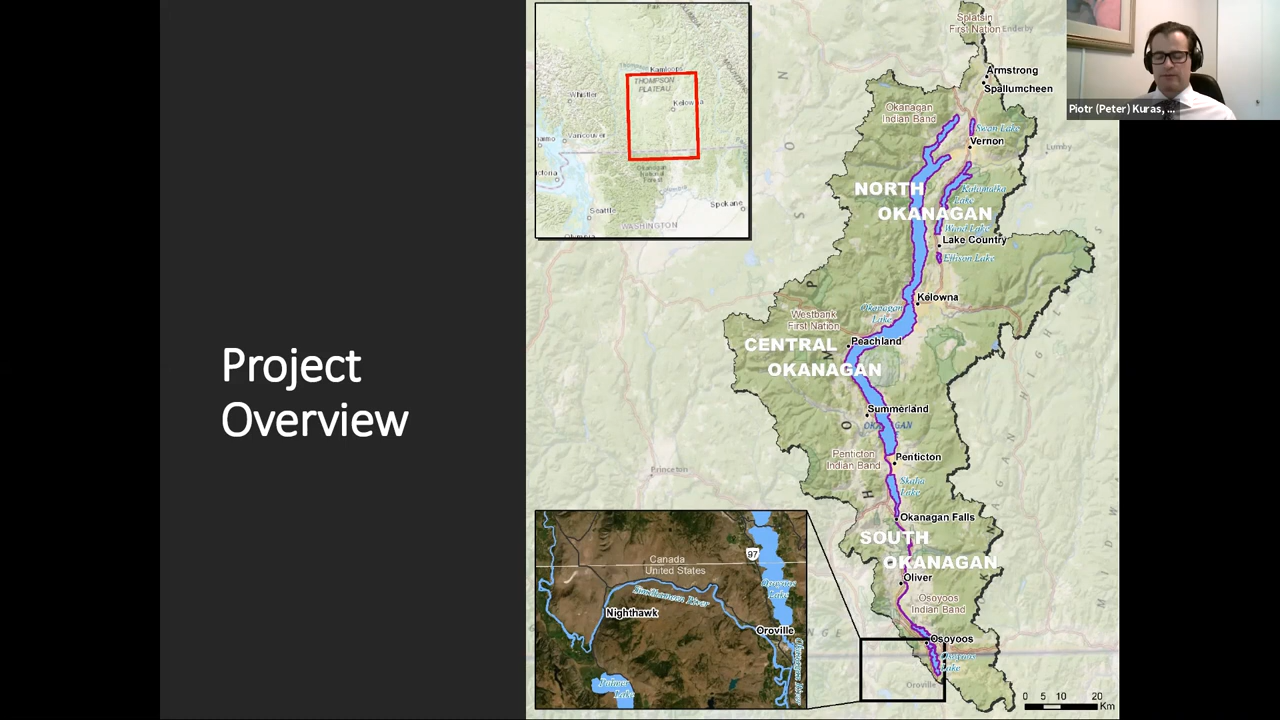 Project
Overview
Kamloops
THOMPSON
PLATEAU
Whistler
Kelowna
Vancouver
Okanogan
National
Forest
Seattle
Spokane
WASHINGTON
Splatsin
First Nation
Enderby
Armstrong
Spallumcheen
Okanagan
Indian Band
Swan Lake
Vernon
Lumby
NORTH
OKANAGAN
Kalamalka
Lake
Wood Lake
Lake Country
Ellison Lake
Okanagan
Lake
Kelowna
Westbank
First Nation
CENTRAL
OKANAGAN
Peachland
Summerland
Penticton
Indian Band
Penticton
Skaha
Lake
Princeton
Okanagan Falls
SOUTH
OKANAGAN
Oliver
Osoyoos
Indian Band
Osoyoos
Osoyoos
Lake
Oroville
Canada
United States
97
Similkameen River
Osoyoos
Lake
Nighthawk
Oroville
Palmer
Lake
0 5 10 20
Km
Piotr (Peter) Kuras, ...